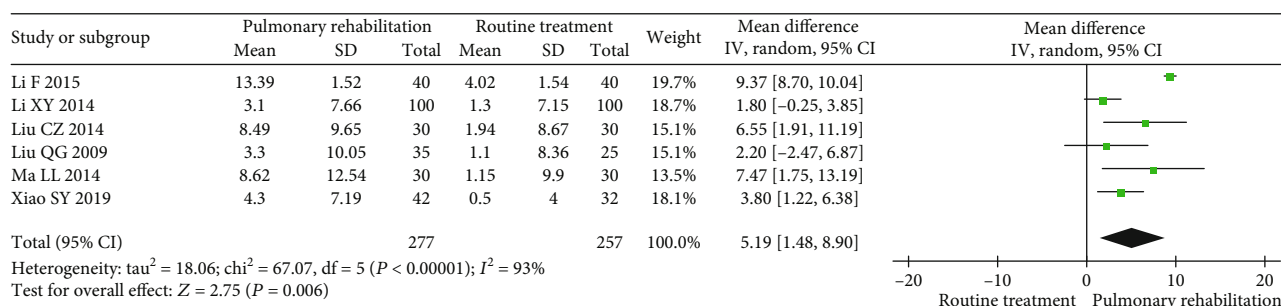 Study or subgroup Pulmonary rehabilitation Routine treatment Weight Mean difference Mean difference
Mean SD Total Mean SD Total IV, random, 95% CI IV, random, 95% CI
Li F 2015 13.39 1.52 40 4.02 1.54 40 19.7% 9.37 [8.70, 10.04]
Li XY 2014 3.1 7.66 100 1.3 7.15 100 18.7% 1.80 [–0.25, 3.85]
Liu CZ 2014 8.49 9.65 30 1.94 8.67 30 15.1% 6.55 [1.91, 11.19]
Liu QG 2009 3.3 10.05 35 1.1 8.36 25 15.1% 2.20 [–2.47, 6.87]
Ma LL 2014 8.62 12.54 30 1.15 9.9 30 13.5% 7.47 [1.75, 13.19]
Xiao SY 2019 4.3 7.19 42 0.5 4 32 18.1% 3.80 [1.22, 6.38]
Total (95% CI) 277 257 100.0% 5.19 [1.48, 8.90]
Heterogeneity: tau² = 18.06; chi² = 67.07, df = 5 (P < 0.00001); I² = 93%
Test for overall effect: Z = 2.75 (P = 0.006)
–20 –10 0 10 20
Routine treatment Pulmonary rehabilitation